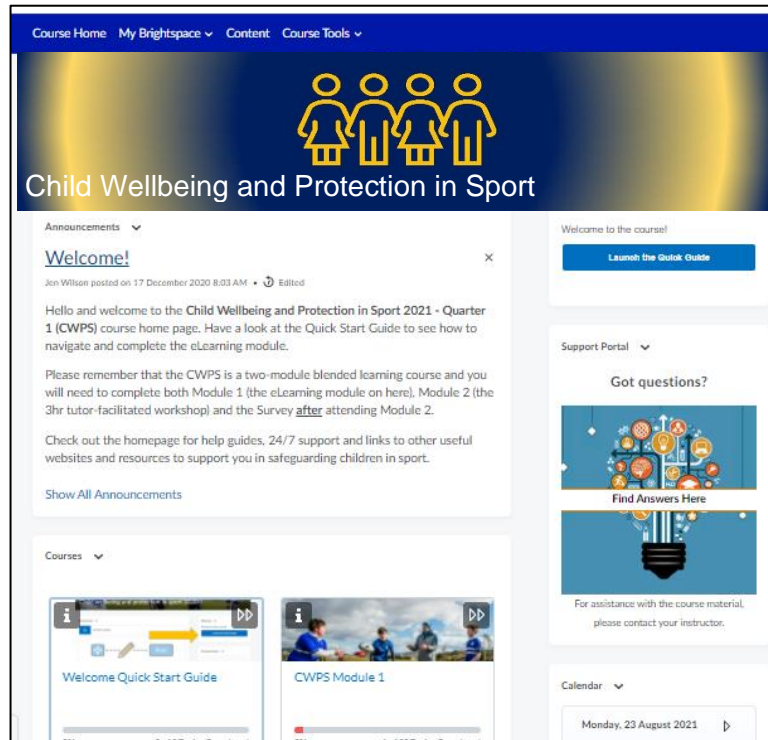 Course Home My Brightspace Content Course Tools
Child Wellbeing and Protection in Sport
Announcements
Welcome!
Jen Wilson posted on 17 December 2020 8:03 AM • Edited
Hello and welcome to the Child Wellbeing and Protection in Sport 2021 - Quarter
1 (CWPS) course home page. Have a look at the Quick Start Guide to see how to
navigate and complete the eLearning module.
Please remember that the CWPS is a two-module blended learning course and you
will need to complete both Module 1 (the eLearning module on here), Module 2 (the
3hr tutor-facilitated workshop) and the Survey after attending Module 2.
Check out the homepage for help guides, 24/7 support and links to other useful
websites and resources to support you in safeguarding children in sport.
Show All Announcements
Courses
Welcome Quick Start Guide
CWPS Module 1
Welcome to the course!
Launch the Quick Guide
Support Portal
Got questions?
Find Answers Here
For assistance with the course material,
please contact your instructor.
Calendar
Monday, 23 August 2021